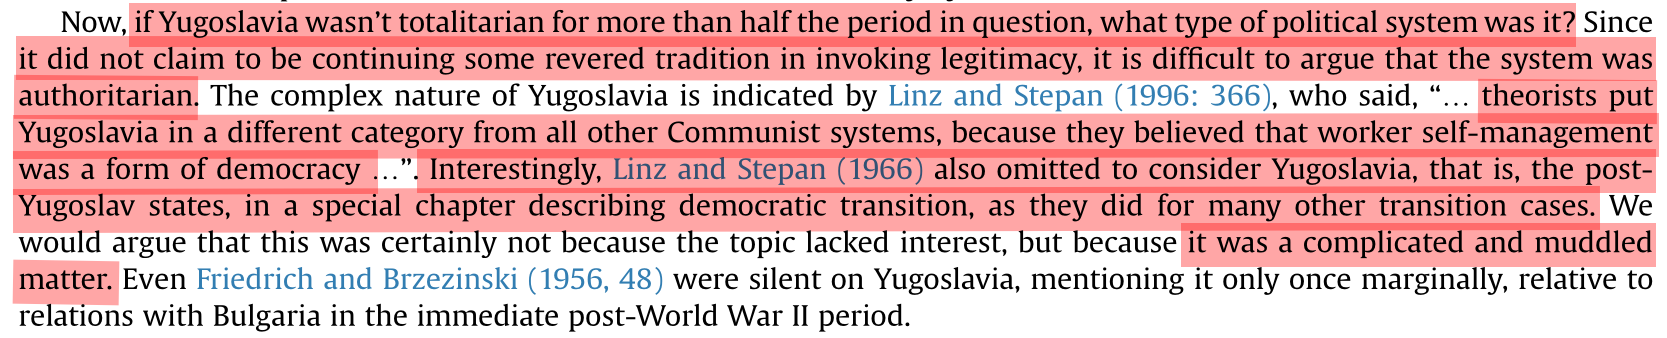 Now, if Yugoslavia wasn't totalitarian for more than half the period in question, what type of political system was it? Since
it did not claim to be continuing some revered tradition in invoking legitimacy, it is difficult to argue that the system was
authoritarian. The complex nature of Yugoslavia is indicated by Linz and Stepan (1996: 366), who said, “… theorists put
Yugoslavia in a different category from all other Communist systems, because they believed that worker self-management
was a form of democracy …”. Interestingly, Linz and Stepan (1966) also omitted to consider Yugoslavia, that is, the post-
Yugoslav states, in a special chapter describing democratic transition, as they did for many other transition cases. We
would argue that this was certainly not because the topic lacked interest, but because it was a complicated and muddled
matter. Even Friedrich and Brzezinski (1956, 48) were silent on Yugoslavia, mentioning it only once marginally, relative to
relations with Bulgaria in the immediate post-World War II period.